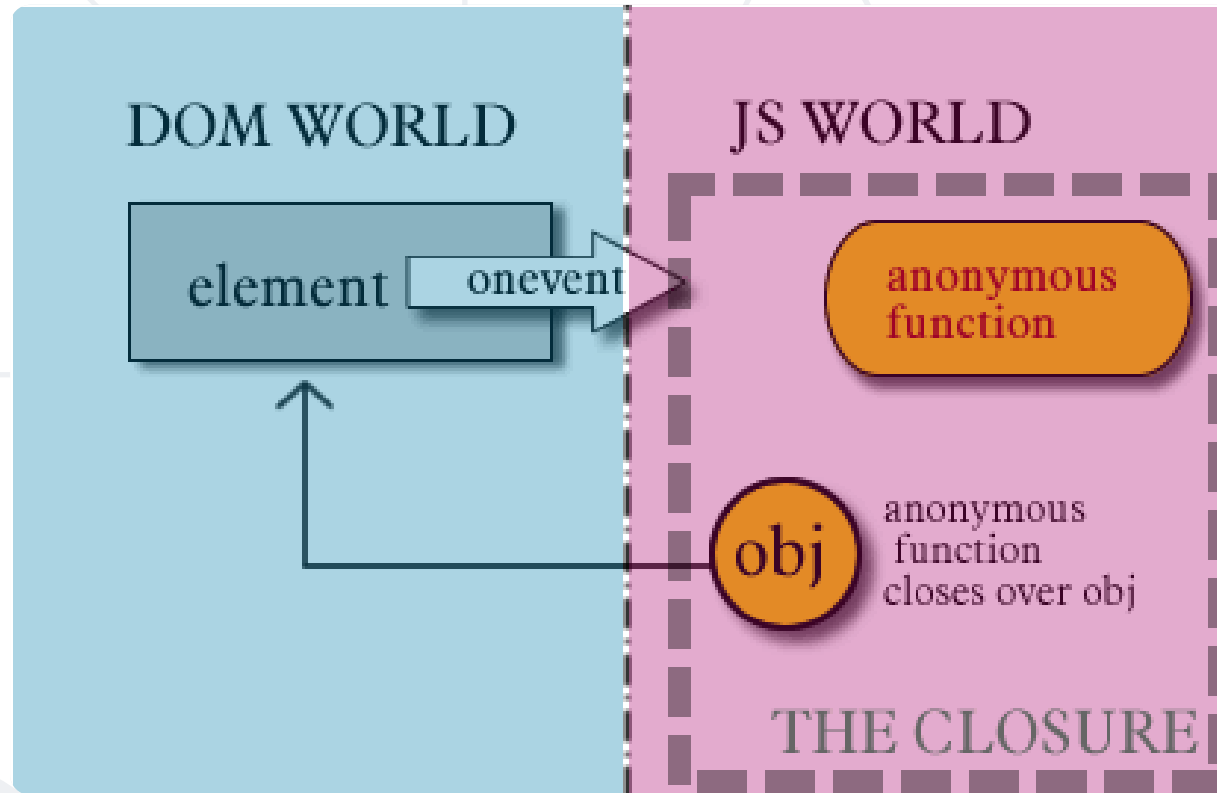 DOM WORLD
JS WORLD
element
onevent
anonymous
function
obj
anonymous
function
closes over obj
THE CLOSURE